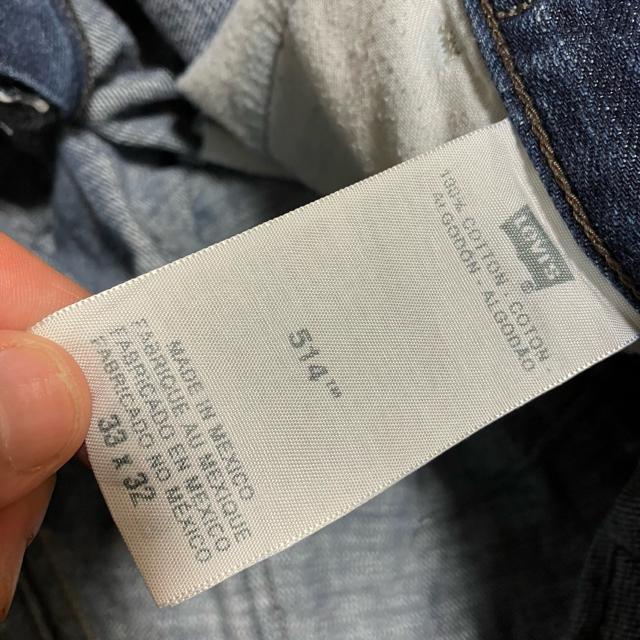 LEVI'S
®
100% COTTON - COTON -
ALGODÓN - ALGODÃO
514™
MADE IN MEXICO
FABRIQUE AU MEXIQUE
FABRICADO EN MEXICO
FABRICADO NO MÉXICO
33 x 32